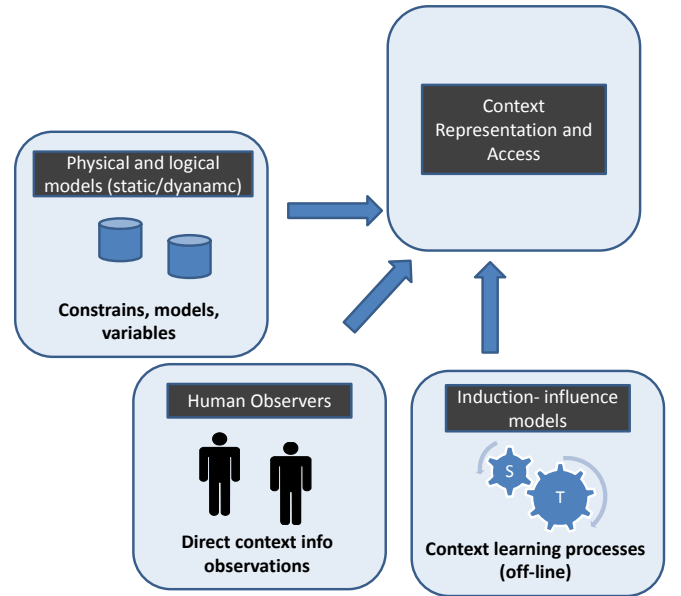 Context
Representation and
Access
Physical and logical
models (static/dyanamc)
Constrains, models,
variables
Human Observers
Direct context info
observations
Induction- influence
models
S
T
Context learning processes
(off-line)